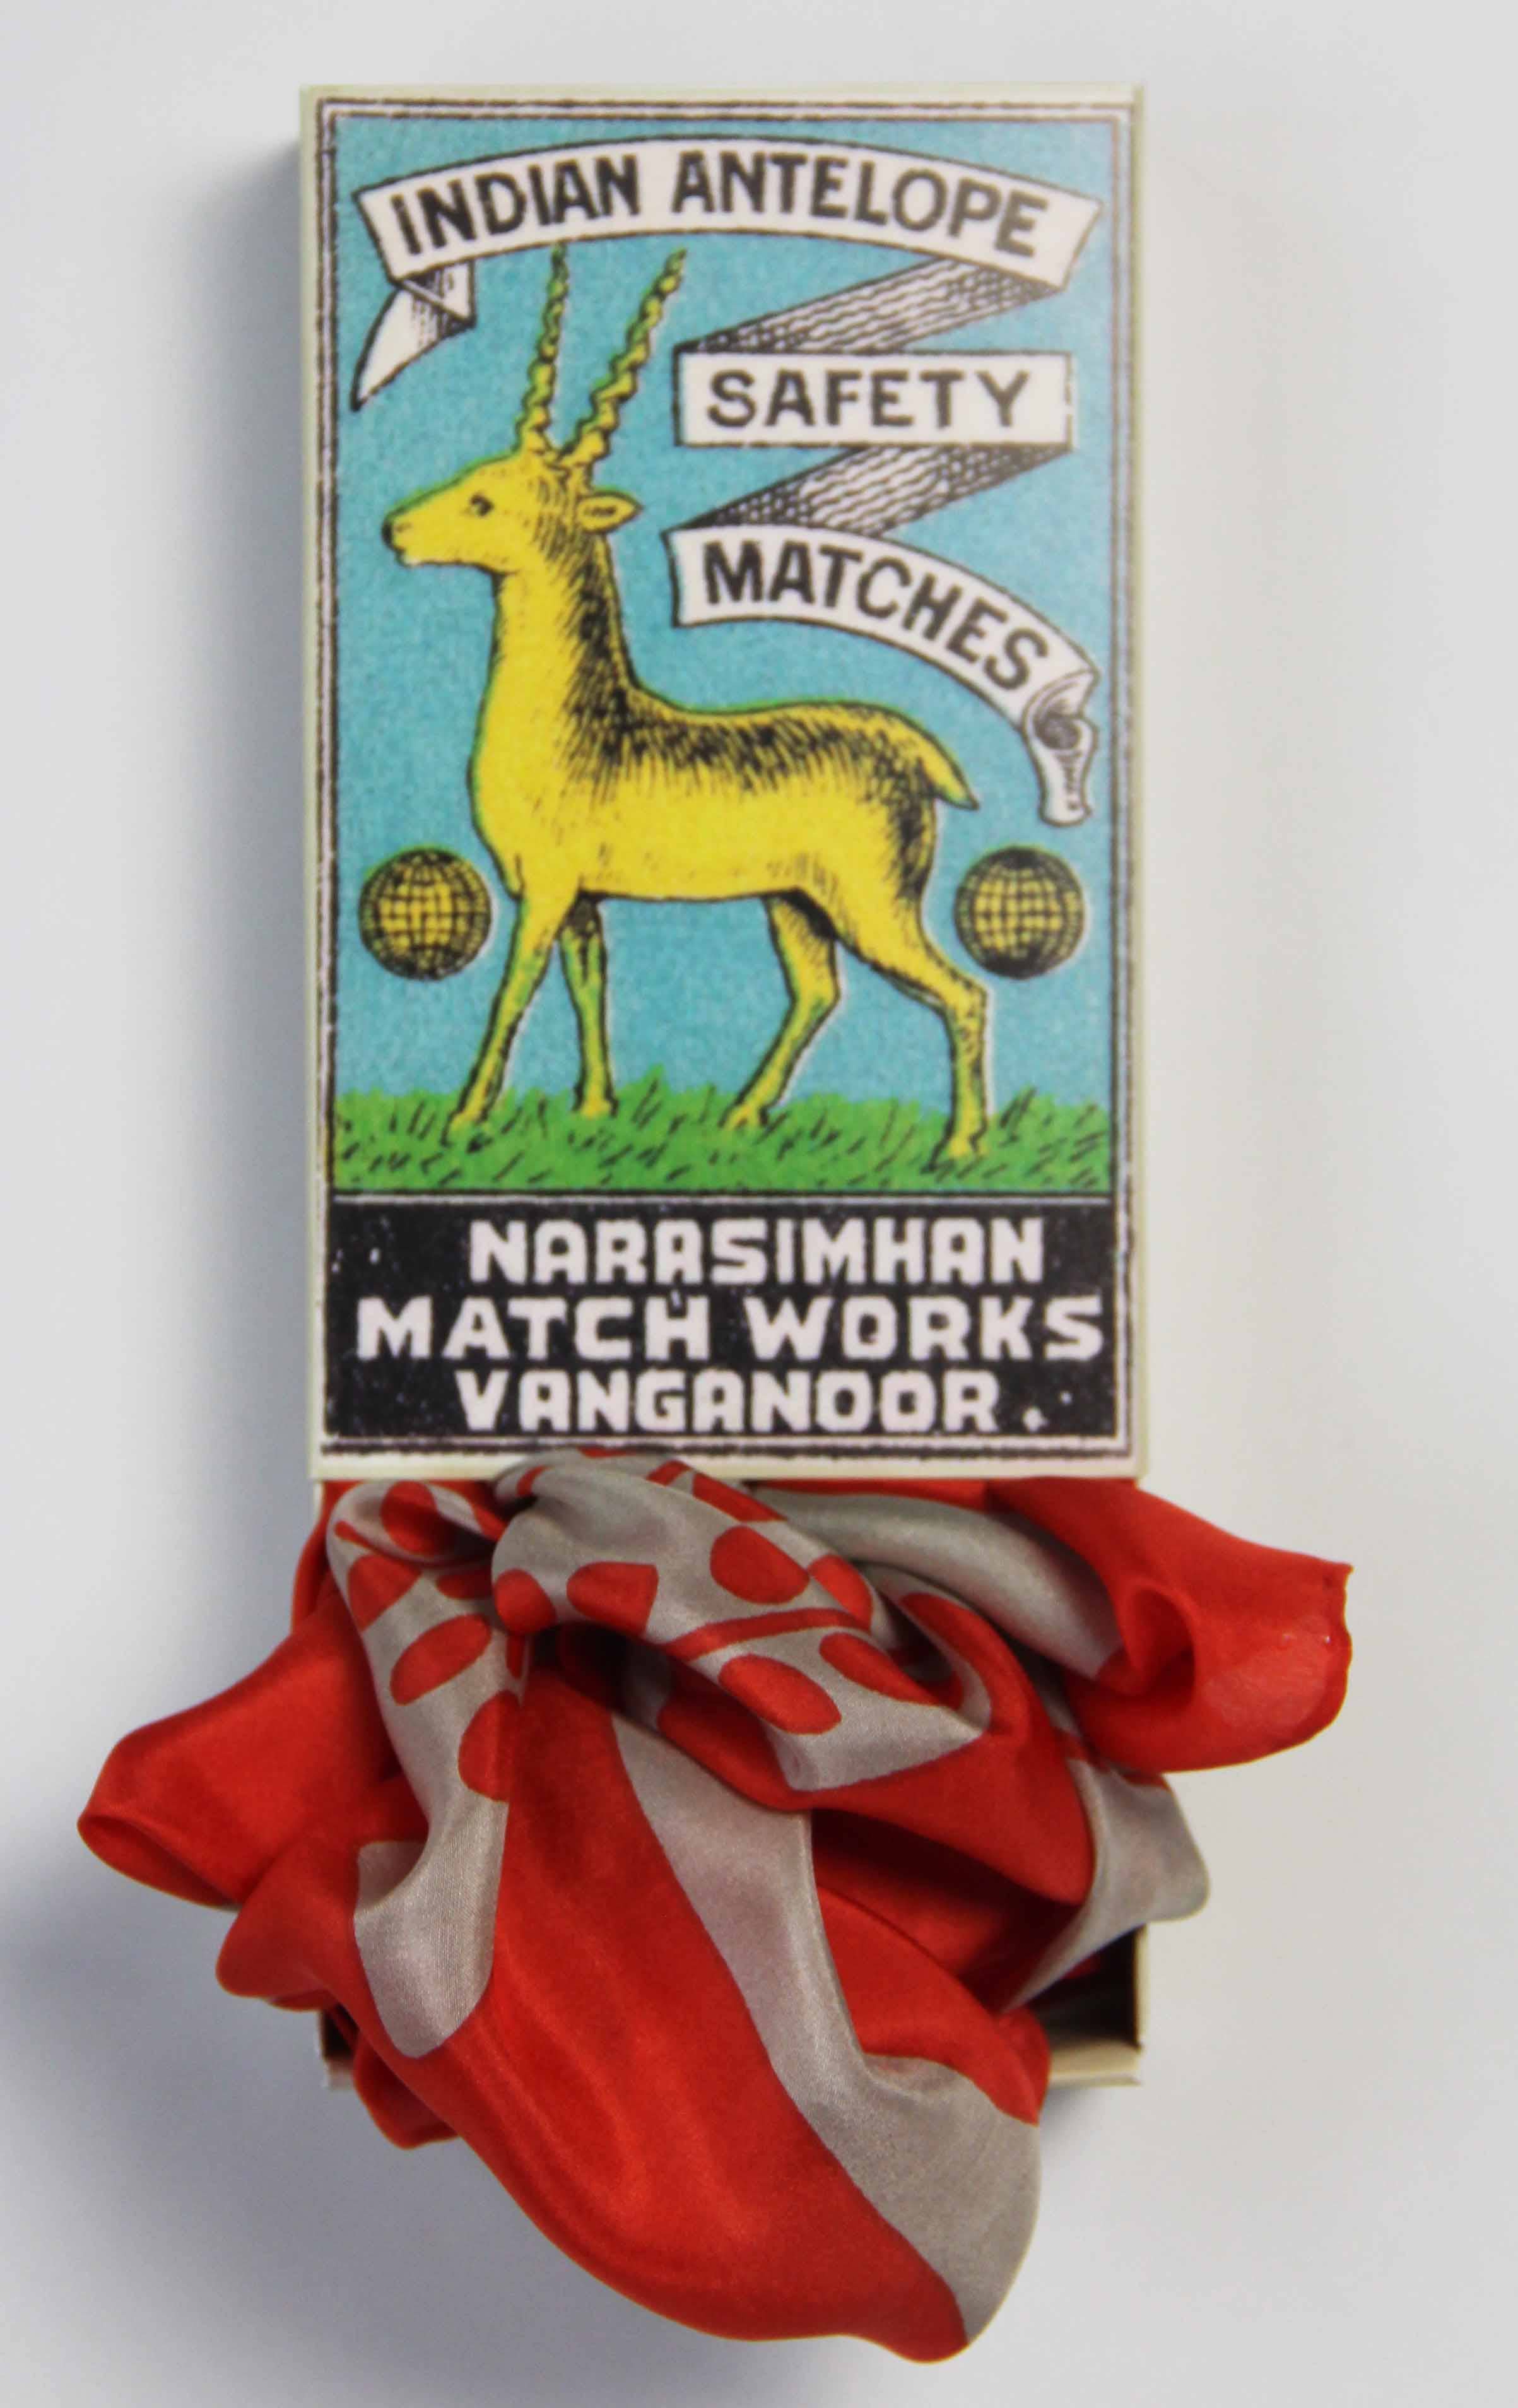 INDIAN ANTELOPE
SAFETY
MATCHES
NARASIMHAN
MATCH WORKS
VANGANOOR.